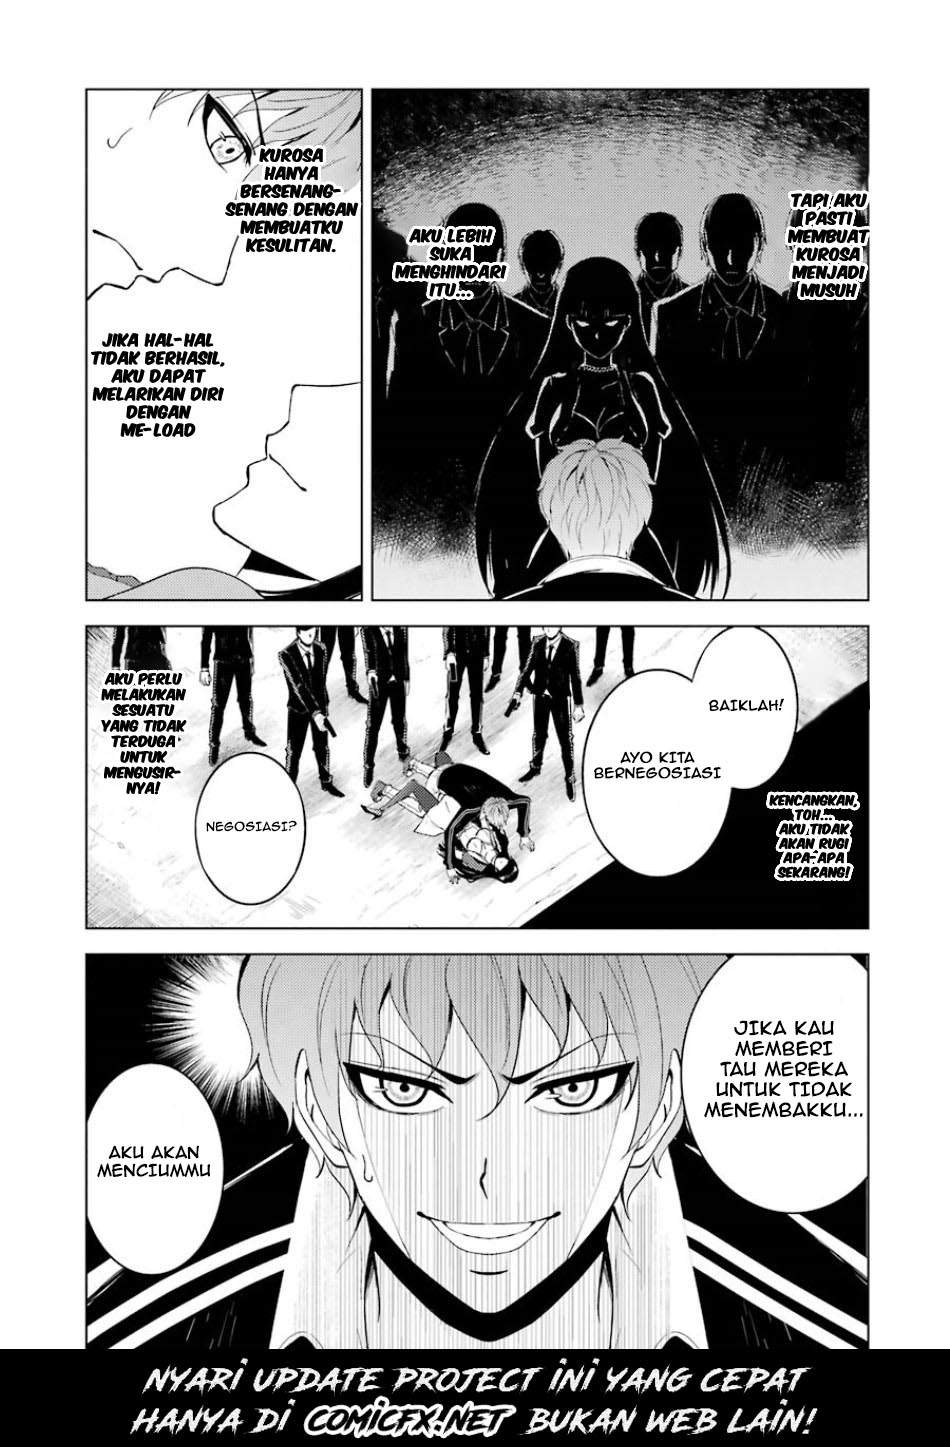 TAPI AKU
PASTI
MEMBUAT
KUROSA
MENJADI
MUSUH
AKU LEBIH
SUKA
MENGHINDARI
ITU...
KUROSA
HANYA
BERSENANG-
SENANG DENGAN
MEMBUATKU
KESULITAN.
JIKA HAL-HAL
TIDAK BERHASIL,
AKU DAPAT
MELARIKAN DIRI
DENGAN
ME-LOAD
BAIKLAH!
AYO KITA
BERNEGOSIASI
KENCANGKAN,
TOH...
AKU TIDAK
AKAN RUGI
APA-APA
SEKARANG!
AKU PERLU
MELAKUKAN
SESUATU
YANG TIDAK
TERDUGA
UNTUK
MENGUSIR-
NYA!
NEGOSIASI?
JIKA KAU
MEMBERI
TAU MEREKA
UNTUK TIDAK
MENEMBAKKU...
AKU AKAN
MENCIUMMU
NYARI UPDATE PROJECT INI YANG CEPAT
HANYA DI COMICFX.NET BUKAN WEB LAIN!